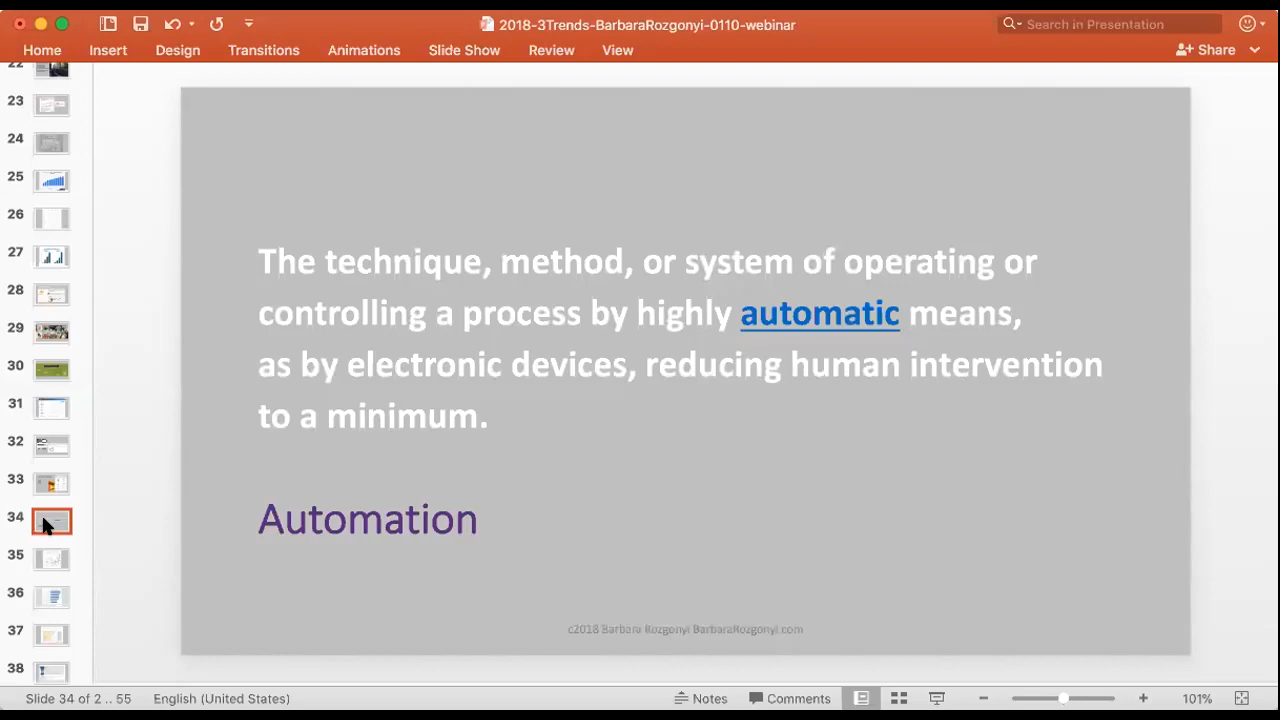 2018-3Trends-BarbaraRozgonyi-0110-webinar
Search in Presentation
Home Insert Design Transitions Animations Slide Show Review View
Share
22
23
24
25
26
27
28
29
30
31
32
33
34
35
36
37
38
The technique, method, or system of operating or
controlling a process by highly automatic means,
as by electronic devices, reducing human intervention
to a minimum.
Automation
c2018 Barbara Rozgonyi BarbaraRozgonyi.com
Slide 34 of 2 .. 55 English (United States) Notes Comments 101%